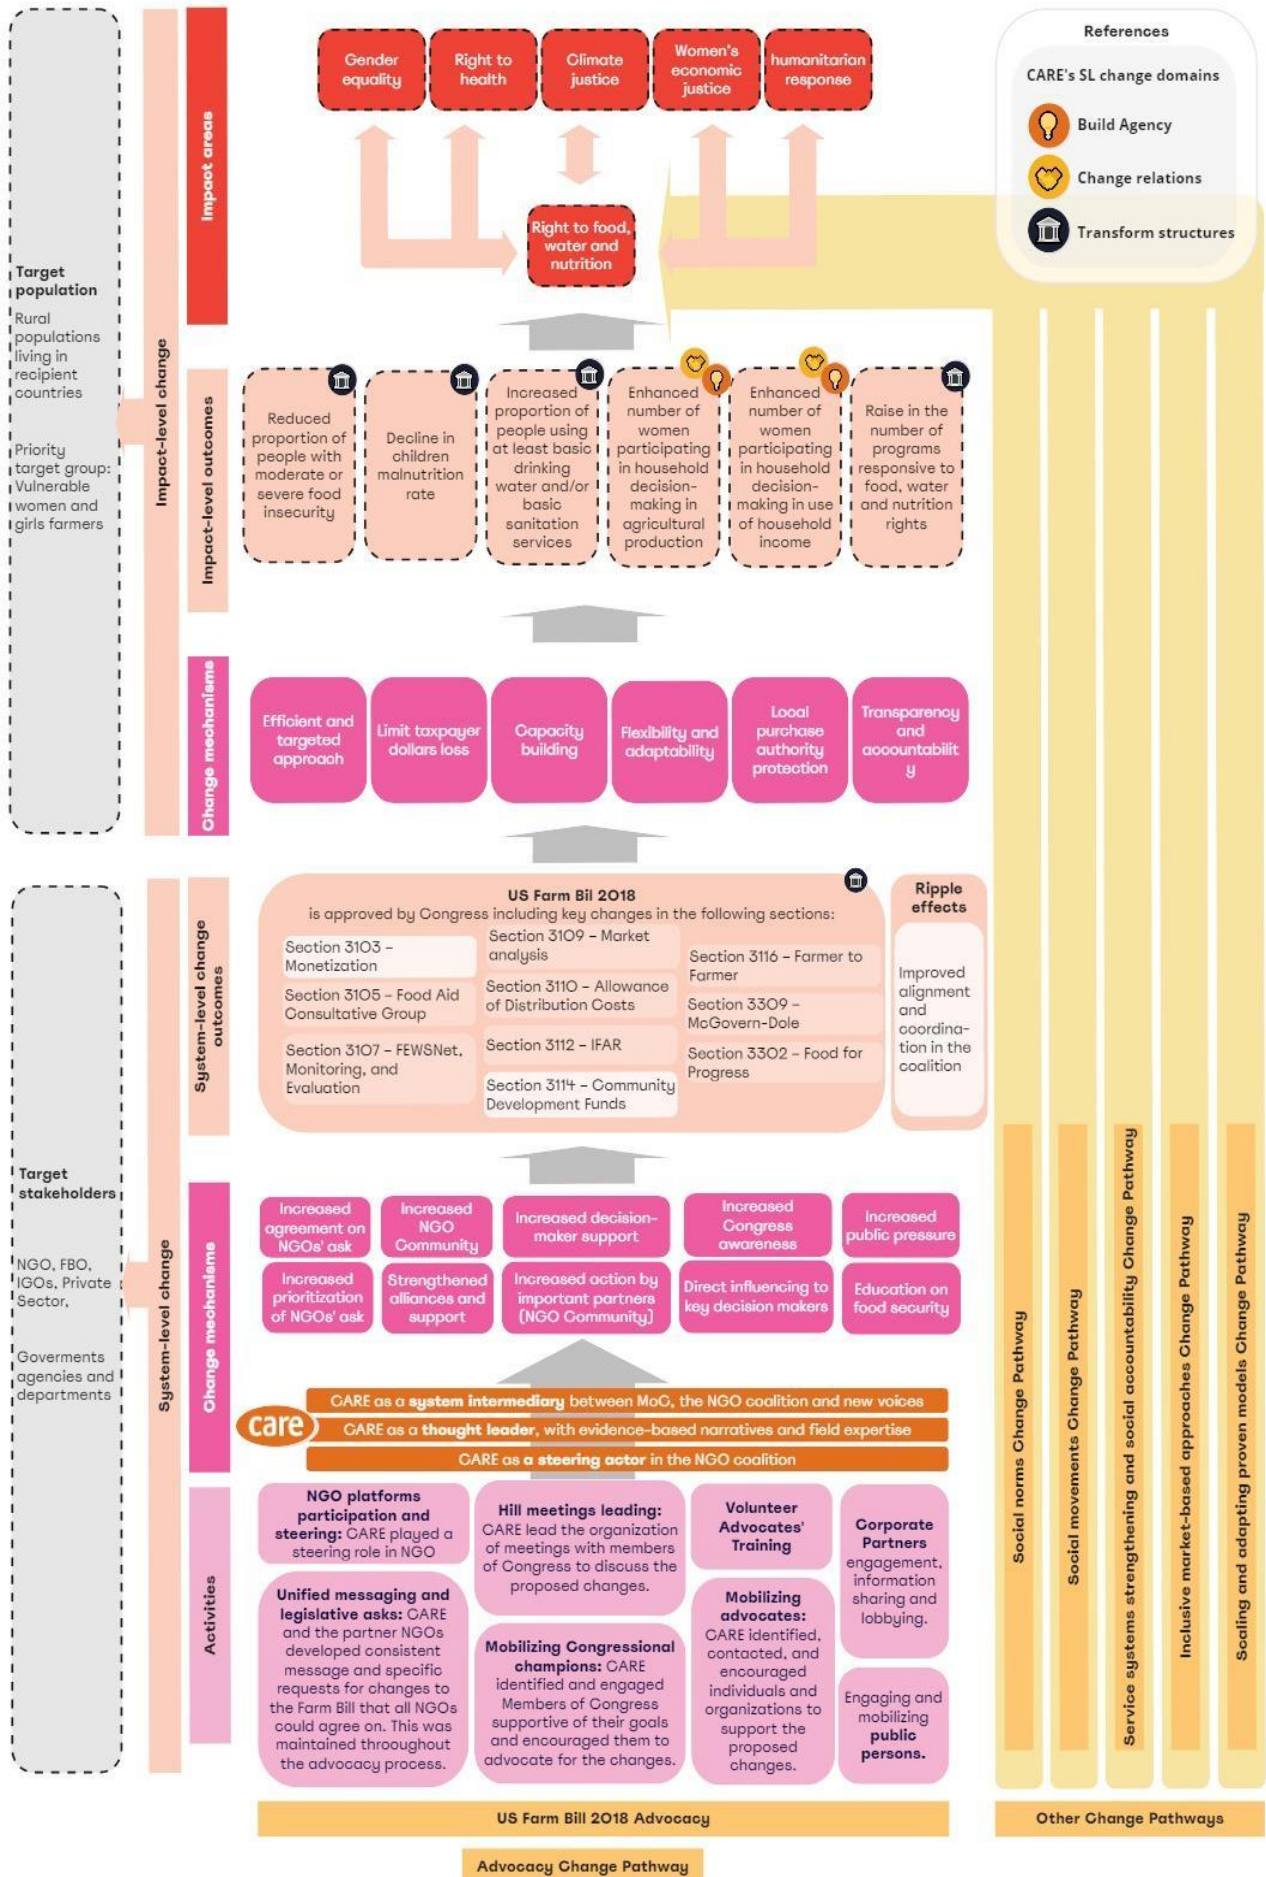 References
CARE's SL change domains
Build Agency
Change relations
Transform structures
Impact areas
Gender
equality
Right to
health
Climate
justice
Women's
economic
justice
humanitarian
response
Right to food,
water and
nutrition
Target
population
Rural
populations
living in
recipient
countries
Priority
target group:
Vulnerable
women and
girls farmers
Impact-level change
Impact-level outcomes
Reduced
proportion of
people with
moderate or
severe food
insecurity
Decline in
children
malnutrition
rate
Increased
proportion of
people using
at least basic
drinking
water and/or
basic
sanitation
services
Enhanced
number of
women
participating
in household
decision-
making in
agricultural
production
Enhanced
number of
women
participating
in household
decision-
making in use
of household
income
Raise in the
number of
programs
responsive to
food, water
and nutrition
rights
Change mechanisms
Efficient and
targeted
approach
Limit taxpayer
dollars loss
Capacity
building
Flexibility and
adaptability
Local
purchase
authority
protection
Transparency
and
accountabilit
y
Target
stakeholders
NGO, FBO,
IGOs, Private
Sector,
Goverments
agencies and
departments
System-level change
System-level change
outcomes
US Farm Bil 2018
is approved by Congress including key changes in the following sections:
Section 3103 –
Monetization
Section 3105 – Food Aid
Consultative Group
Section 3107 – FEWSNet,
Monitoring, and
Evaluation
Section 3109 – Market
analysis
Section 3110 – Allowance
of Distribution Costs
Section 3112 – IFAR
Section 3114 – Community
Development Funds
Section 3116 – Farmer to
Farmer
Section 3309 –
McGovern-Dole
Section 3302 – Food for
Progress
Ripple
effects
Improved
alignment
and
coordina-
tion in the
coalition
Change mechanisms
Increased
agreement on
NGOs' ask
Increased
NGO
Community
Increased decision-
maker support
Increased
Congress
awareness
Increased
public pressure
Increased
prioritization
of NGOs' ask
Strengthened
alliances and
support
Increased action by
important partners
(NGO Community)
Direct influencing to
key decision makers
Education on
food security
care
CARE as a system intermediary between MoC, the NGO coalition and new voices
CARE as a thought leader, with evidence-based narratives and field expertise
CARE as a steering actor in the NGO coalition
Activities
NGO platforms
participation and
steering: CARE played a
steering role in NGO
Unified messaging and
legislative asks: CARE
and the partner NGOs
developed consistent
message and specific
requests for changes to
the Farm Bill that all NGOs
could agree on. This was
maintained throroughout
the advocacy process.
Hill meetings leading:
CARE lead the organization
of meetings with members
of Congress to discuss the
proposed changes.
Mobilizing Congressional
champions: CARE
identified and engaged
Members of Congress
supportive of their goals
and encouraged them to
advocate for the changes.
Volunteer
Advocates'
Training
Mobilizing
advocates:
CARE identified,
contacted, and
encouraged
individuals and
organizations to
support the
proposed
changes.
Corporate
Partners
engagement,
information
sharing and
lobbying.
Engaging and
mobilizing
public
persons.
US Farm Bill 2018 Advocacy
Advocacy Change Pathway
Social norms Change Pathway
Social movements Change Pathway
Service systems strengthening and social accountability Change Pathway
Inclusive market-based approaches Change Pathway
Scaling and adapting proven models Change Pathway
Other Change Pathways